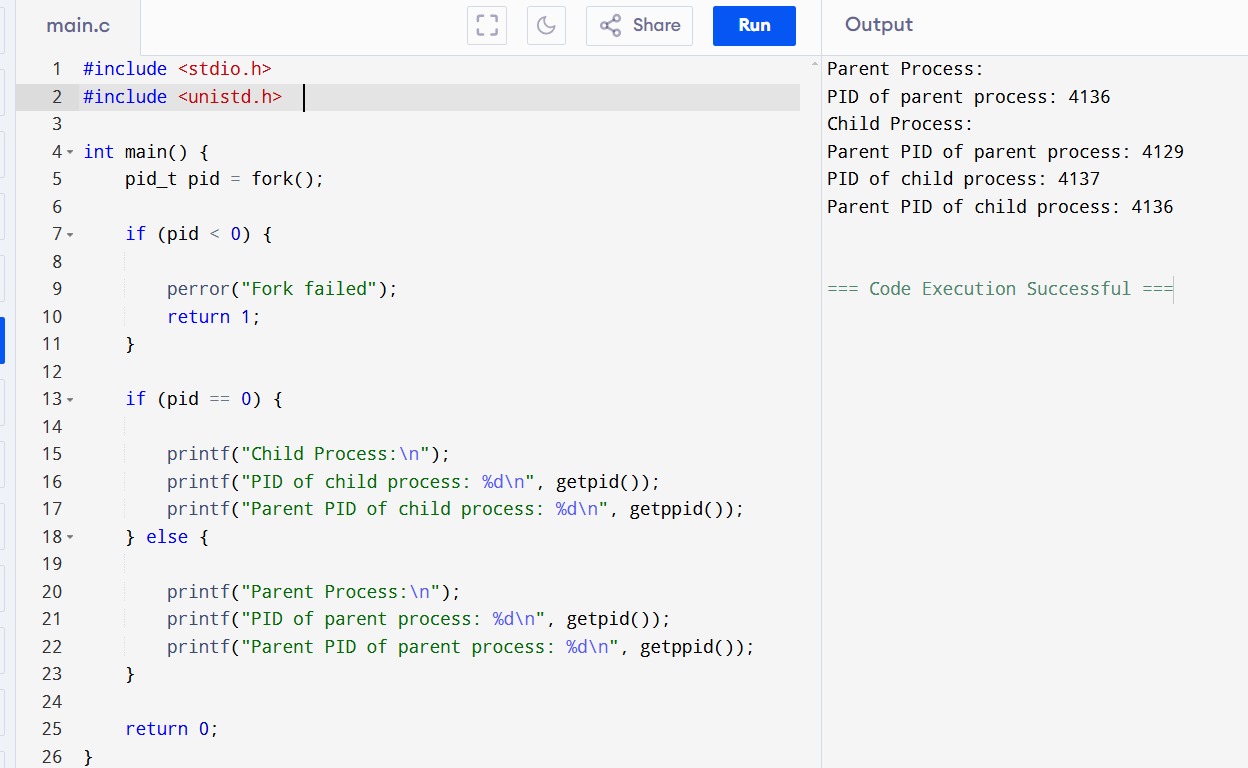 main.c
Share
Run
Output
1 #include <stdio.h>
2 #include <unistd.h>
3
4 int main() {
5     pid_t pid = fork();
6
7     if (pid < 0) {
8
9         perror("Fork failed");
10         return 1;
11     }
12
13     if (pid == 0) {
14
15         printf("Child Process:\n");
16         printf("PID of child process: %d\n", getpid());
17         printf("Parent PID of child process: %d\n", getppid());
18     } else {
19
20         printf("Parent Process:\n");
21         printf("PID of parent process: %d\n", getpid());
22         printf("Parent PID of parent process: %d\n", getppid());
23     }
24
25     return 0;
26 }
Parent Process:
PID of parent process: 4136
Child Process:
Parent PID of parent process: 4129
PID of child process: 4137
Parent PID of child process: 4136
=== Code Execution Successful ===